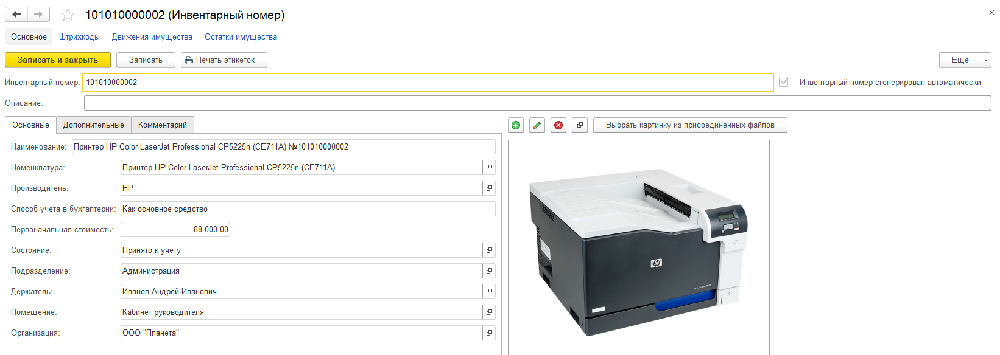 101010000002 (Инвентарный номер)
Основное Штрихкоды Движения имущества Остатки имущества
Записать и закрыть Записать Печать этикеток Еще
Инвентарный номер: 101010000002 Инвентарный номер сгенерирован автоматически
Описание:
Основные Дополнительные Комментарий Выбрать картинку из присоединенных файлов
Наименование: Принтер HP Color LaserJet Professional CP5225n (CE711A) №101010000002
Номенклатура: Принтер HP Color LaserJet Professional CP5225n (CE711A)
Производитель: HP
Способ учета в бухгалтерии: Как основное средство
Первоначальная стоимость: 88 000,00
Состояние: Принято к учету
Подразделение: Администрация
Держатель: Иванов Андрей Иванович
Помещение: Кабинет руководителя
Организация: ООО "Планета"
hp
2